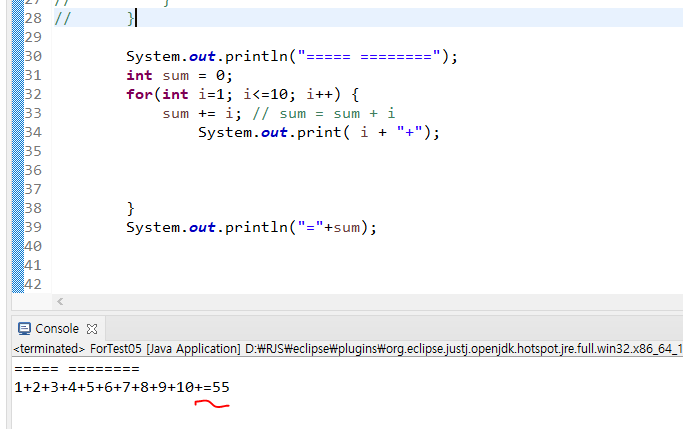 27 //          }
28 //      }
29
30         System.out.println("===== ========");
31         int sum = 0;
32         for(int i=1; i<=10; i++) {
33             sum += i; // sum = sum + i
34                 System.out.print( i + "+");
35
36
37
38         }
39         System.out.println("="+sum);
40
41
42
Console
<terminated> ForTest05 [Java Application] D:₩RJS₩eclipse₩plugins₩org.eclipse.justj.openjdk.hotspot.jre.full.win32.x86_64_1
===== ========
1+2+3+4+5+6+7+8+9+10+=55